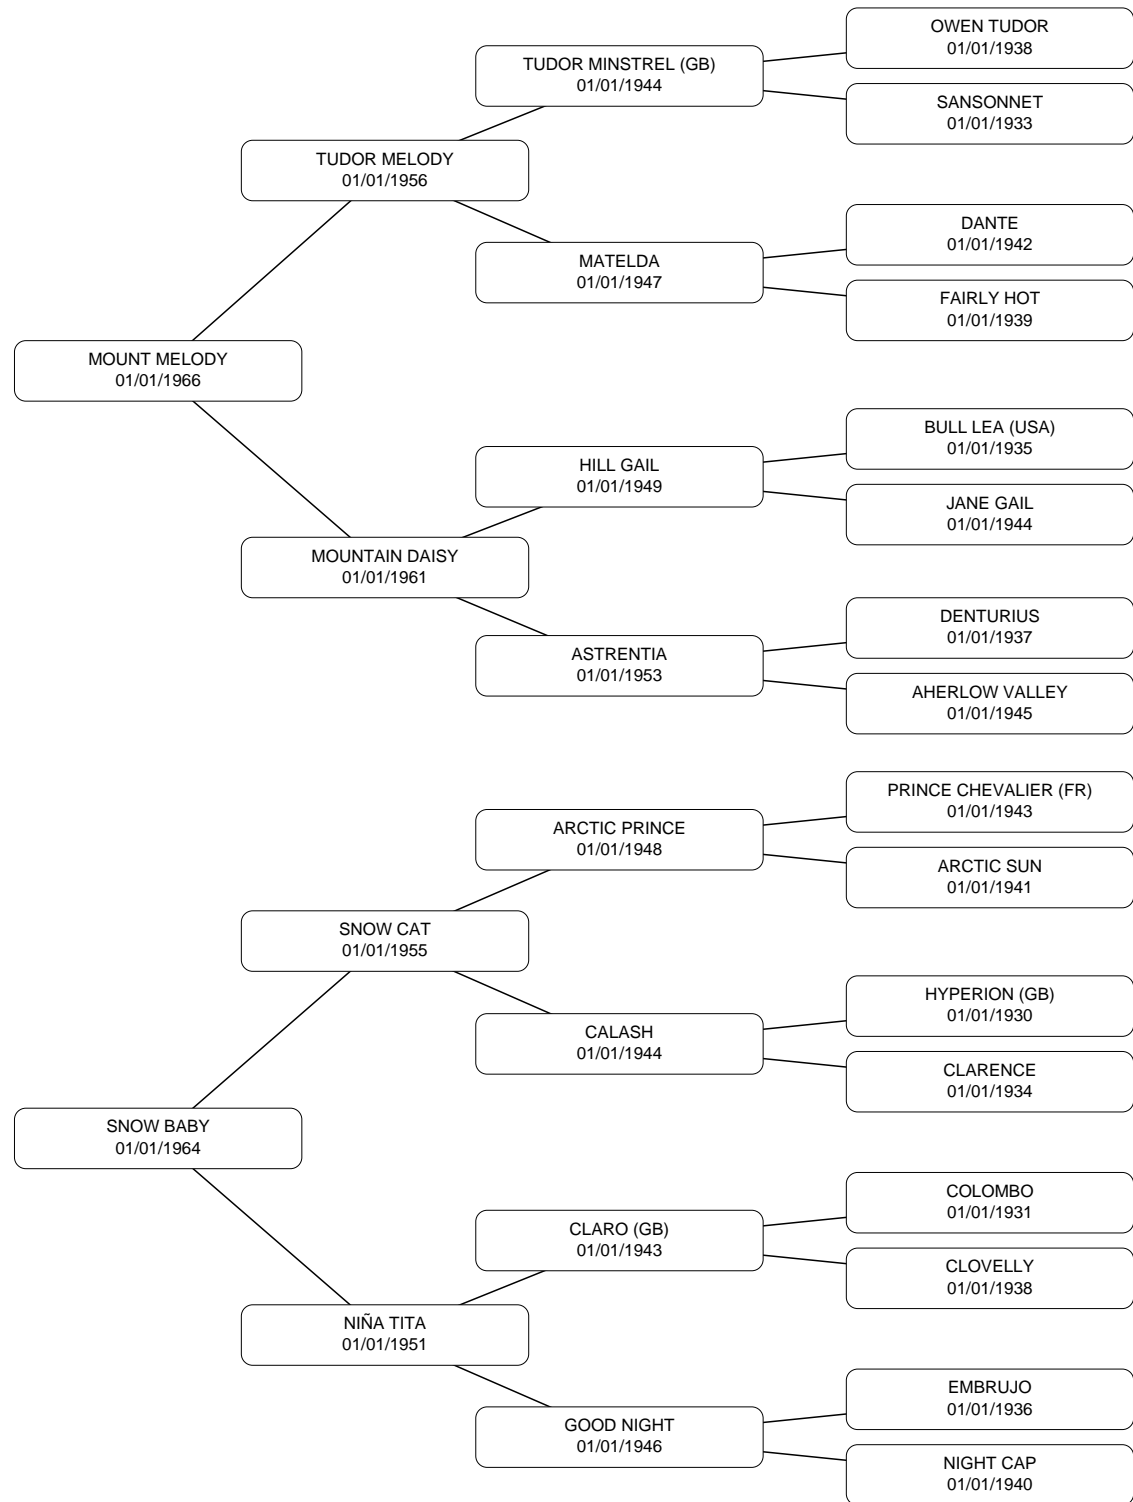 OWEN TUDOR
01/01/1938
TUDOR MINSTREL (GB)
01/01/1944
SANSONNET
01/01/1933
TUDOR MELODY
01/01/1956
DANTE
01/01/1942
MATELDA
01/01/1947
FAIRLY HOT
01/01/1939
MOUNT MELODY
01/01/1966
BULL LEA (USA)
01/01/1935
HILL GAIL
01/01/1949
JANE GAIL
01/01/1944
MOUNTAIN DAISY
01/01/1961
DENTURIUS
01/01/1937
ASTRENTIA
01/01/1953
AHERLOW VALLEY
01/01/1945
PRINCE CHEVALIER (FR)
01/01/1943
ARCTIC PRINCE
01/01/1948
ARCTIC SUN
01/01/1941
SNOW CAT
01/01/1955
HYPERION (GB)
01/01/1930
CALASH
01/01/1944
CLARENCE
01/01/1934
SNOW BABY
01/01/1964
COLOMBO
01/01/1931
CLARO (GB)
01/01/1943
CLOVELLY
01/01/1938
NIÑA TITA
01/01/1951
EMBRUJO
01/01/1936
GOOD NIGHT
01/01/1946
NIGHT CAP
01/01/1940